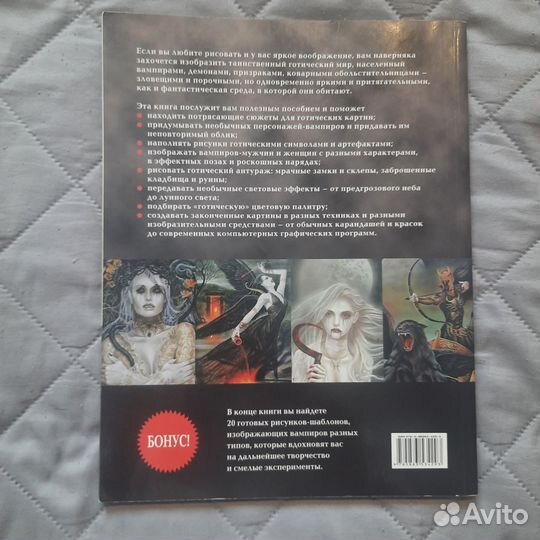 Если вы любите рисовать и у вас яркое воображение, вам наверняка
захочется изобразить таинственный готический мир, населенный
вампирами, демонами, призраками, коварными обольстительницами –
зловещими и порочными, но одновременно яркими и притягательными,
как и фантастическая среда, в которой они обитают.
Эта книга послужит вам полезным пособием и поможет
находить потрясающие сюжеты для готических картин;
придумывать необычных персонажей-вампиров и придавать им
неповторимый облик;
наполнять рисунки готическими символами и артефактами;
изображать вампиров-мужчин и женщин с разными характерами,
в эффектных позах и роскошных нарядах;
рисовать готический антураж: мрачные замки и склепы, заброшенные
кладбища и руины;
передавать необычные световые эффекты – от предгрозового неба
до лунного света;
подбирать «готическую» цветовую палитру;
создавать законченные картины в разных техниках и разными
изобразительными средствами – от обычных карандашей и красок
до современных компьютерных графических программ.
БОНУС!
В конце книги вы найдете
20 готовых рисунков-шаблонов,
изображающих вампиров разных
типов, которые вдохновят вас
на дальнейшее творчество
и смелые эксперименты.
Avito